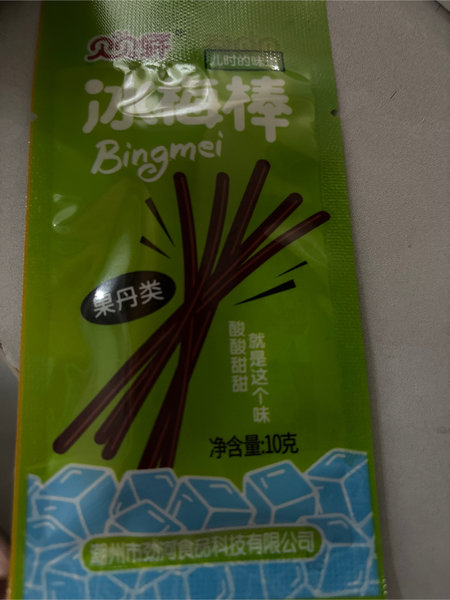 儿时的味道
冰梅棒
Bingmei
果丹类
酸酸甜甜
就是这个味
净含量:10克